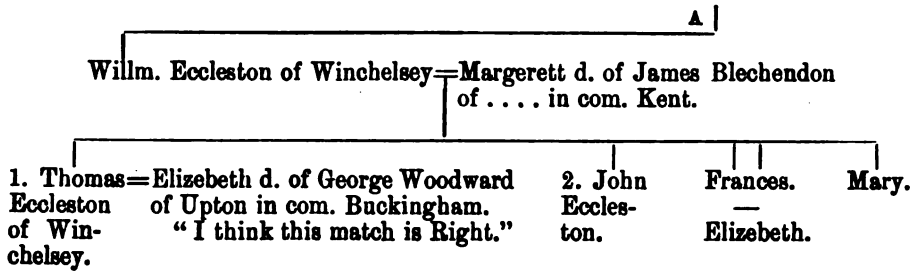 A
Willm. Eccleston of Winchelsey=Margerett d. of James Blechendon
of .... in com. Kent.
1. Thomas=Elizebeth d. of George Woodward
Eccleston of Upton in com. Buckingham.
of Win- "I think this match is Right."
chelsey.
2. John
Eccles-
ton.
Frances.
—
Elizebeth.
Mary.